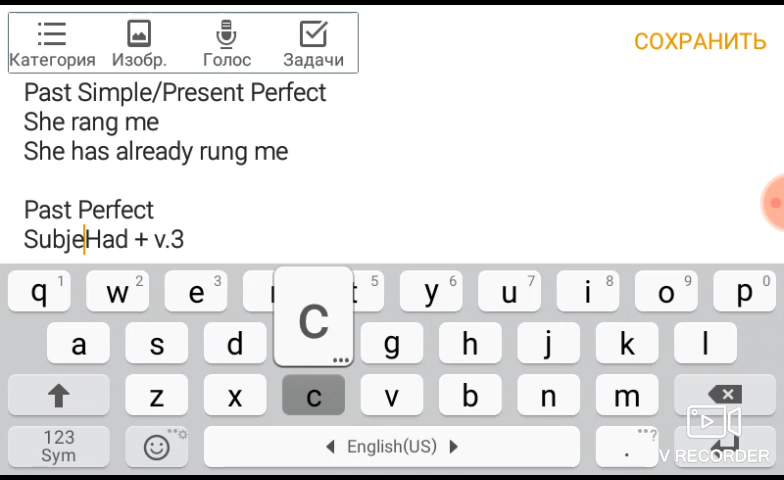 Категория Изобр. Голос Задачи
СОХРАНИТЬ
Past Simple/Present Perfect
She rang me
She has already rung me
Past Perfect
SubjeHad + v.3
q 1 w 2 e 3 t 5 y 6 u 7 i 8 o 9 p 0
C
a s d g h j k l
z x c v b n m
123 Sym English(US) . ?
V RECORDER